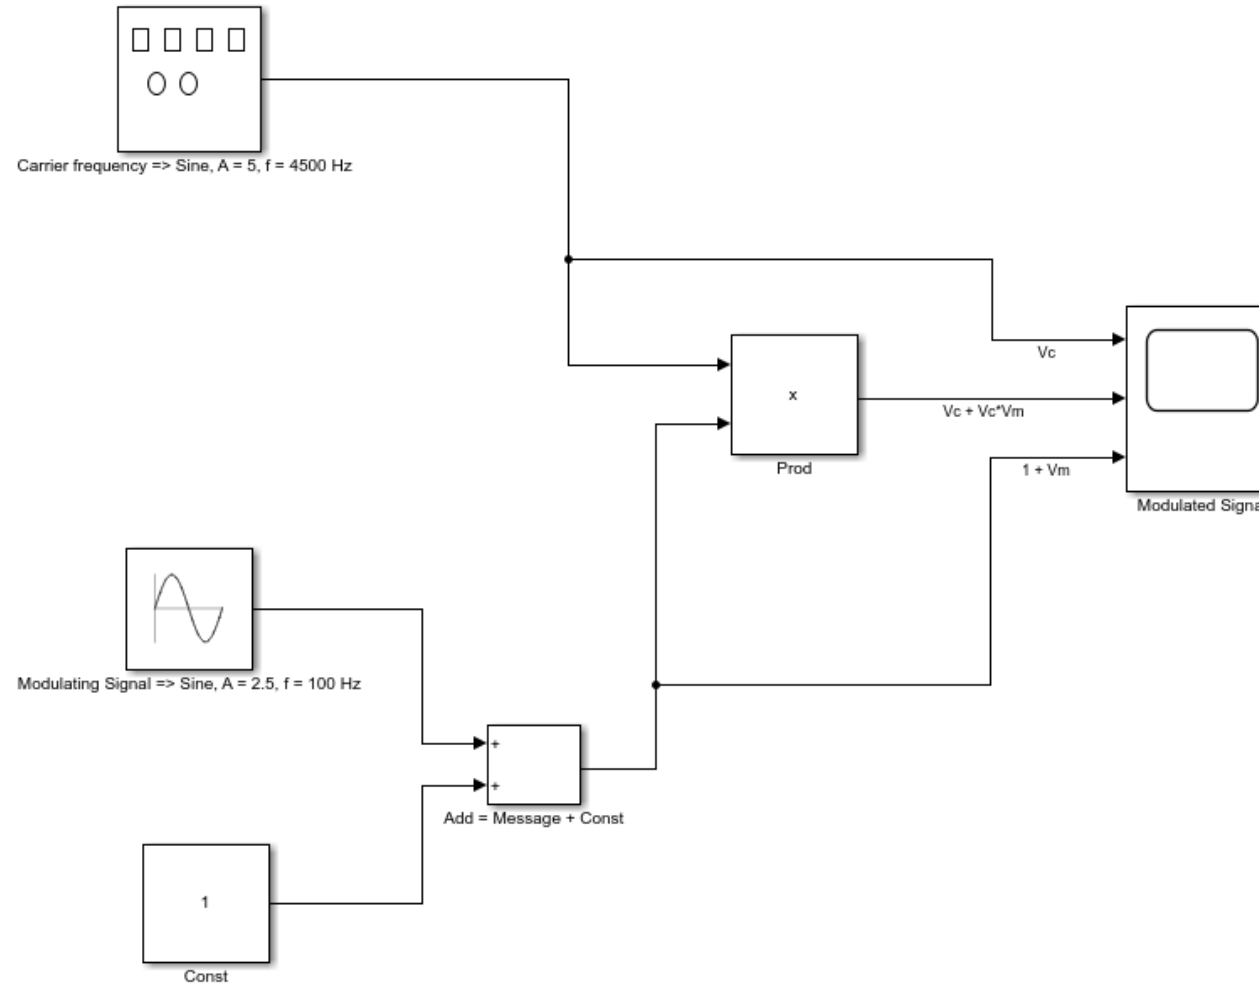 Carrier frequency => Sine, A = 5, f = 4500 Hz
Vc
x
Vc + Vc*Vm
Prod
1 + Vm
Modulated Signa
Modulating Signal => Sine, A = 2.5, f = 100 Hz
+
+
Add = Message + Const
1
Const